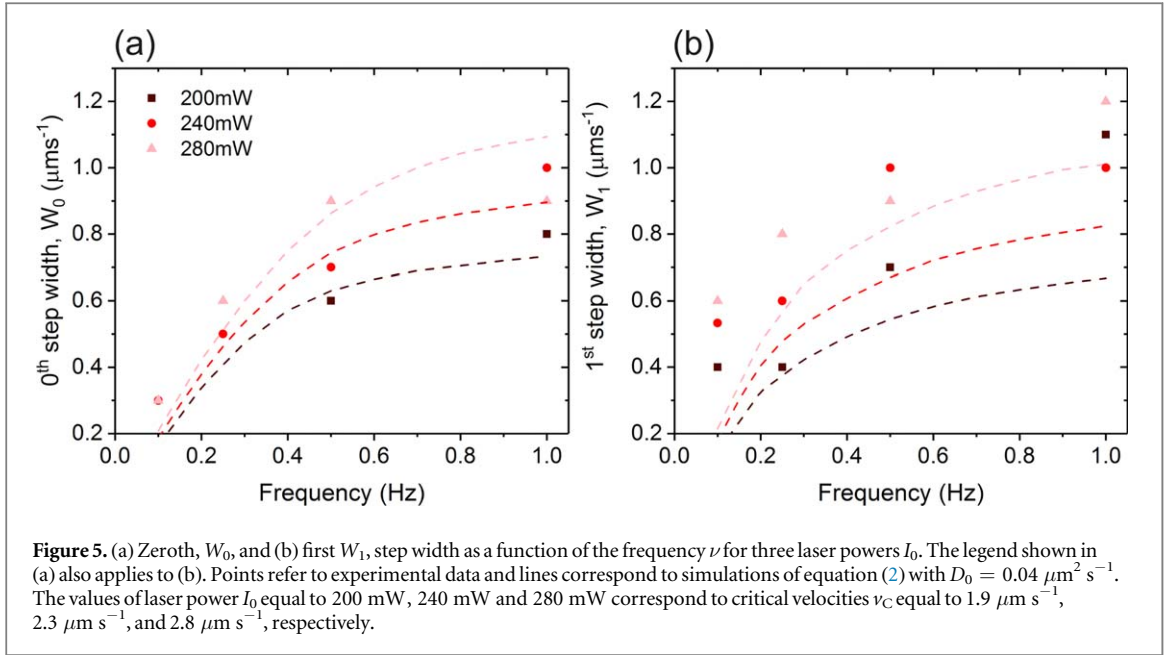 (a)
0th step width, W0 (μms-1)
1.2
1.0
0.8
0.6
0.4
0.2
200mW
240mW
280mW
0.0 0.2 0.4 0.6 0.8 1.0
Frequency (Hz)
(b)
1st step width, W1 (μms-1)
1.2
1.0
0.8
0.6
0.4
0.2
0.0 0.2 0.4 0.6 0.8 1.0
Frequency (Hz)
Figure 5. (a) Zeroth, W0, and (b) first W1, step width as a function of the frequency ν for three laser powers I0. The legend shown in
(a) also applies to (b). Points refer to experimental data and lines correspond to simulations of equation (2) with D0 = 0.04 μm2 s−1.
The values of laser power I0 equal to 200 mW, 240 mW and 280 mW correspond to critical velocities vC equal to 1.9 μm s−1,
2.3 μm s−1, and 2.8 μm s−1, respectively.